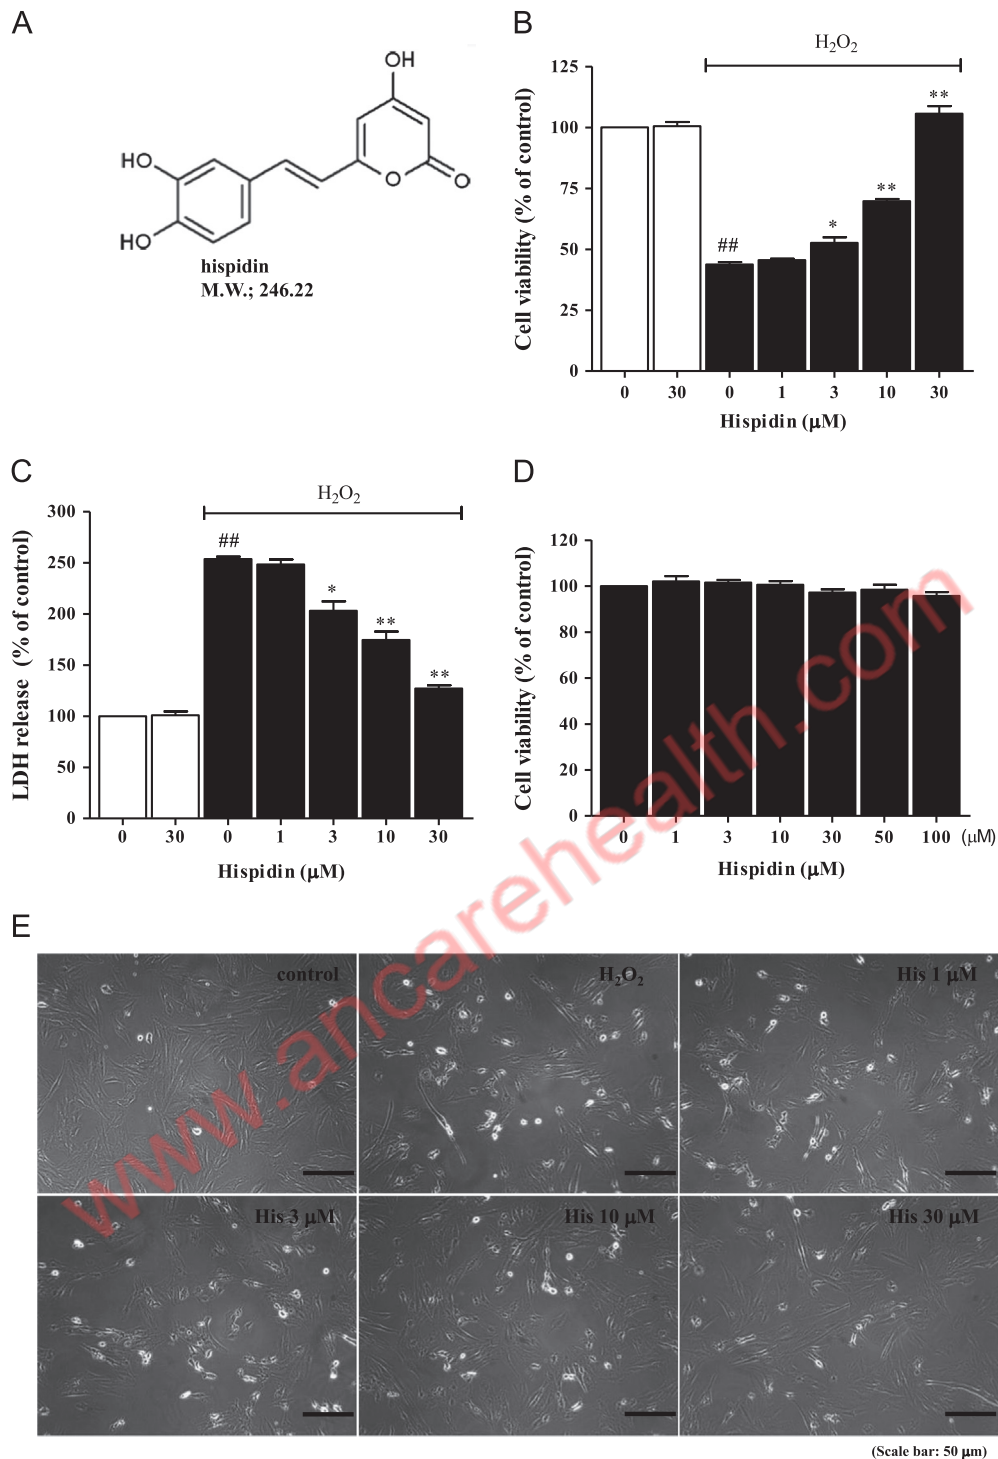 A
OH
HO
HO
O
O
hispidin
M.W.; 246.22
B
H₂O₂
125
100
75
50
25
0
Cell viability (% of control)
##
*
**
**
0 30 0 1 3 10 30
Hispidin (μM)
C
H₂O₂
300
250
200
150
100
50
0
LDH release (% of control)
##
*
**
**
0 30 0 1 3 10 30
Hispidin (μM)
D
120
100
80
60
40
20
0
Cell viability (% of control)
0 1 3 10 30 50 100 (μM)
Hispidin (μM)
E
control
H₂O₂
His 1 μM
His 3 μM
His 10 μM
His 30 μM
(Scale bar: 50 μm)
www.ancarehealth.com